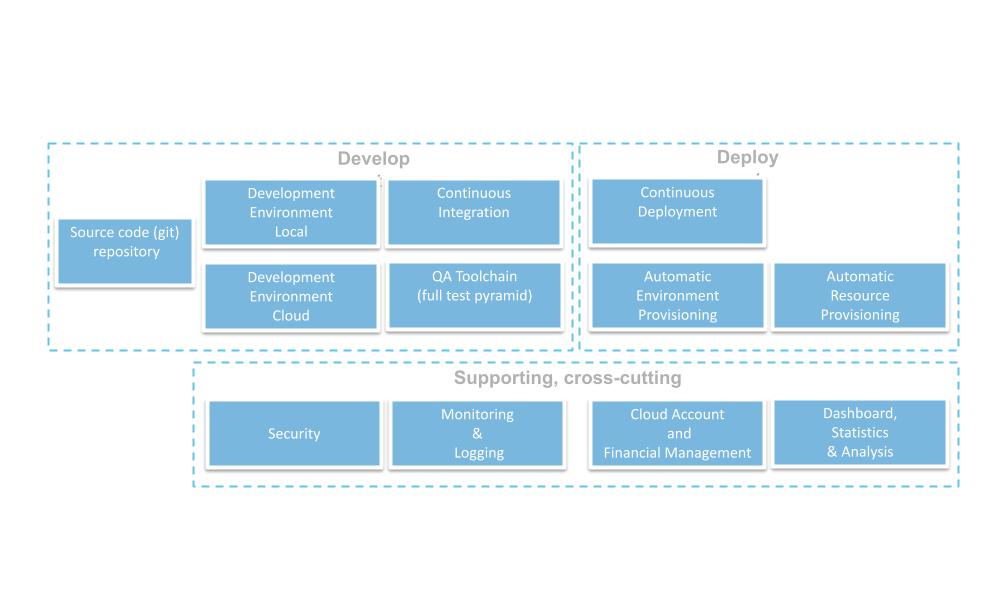 Develop
Source code (git)
repository
Development
Environment
Local
Continuous
Integration
Development
Environment
Cloud
QA Toolchain
(full test pyramid)
Deploy
Continuous
Deployment
Automatic
Environment
Provisioning
Automatic
Resource
Provisioning
Supporting, cross-cutting
Security
Monitoring
&
Logging
Cloud Account
and
Financial Management
Dashboard,
Statistics
& Analysis